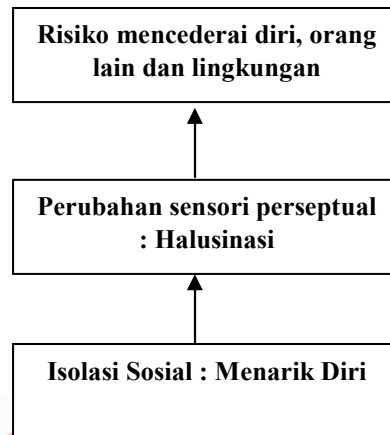 Risiko mencederai diri, orang
lain dan lingkungan
Perubahan sensori perseptual
: Halusinasi
Isolasi Sosial : Menarik Diri